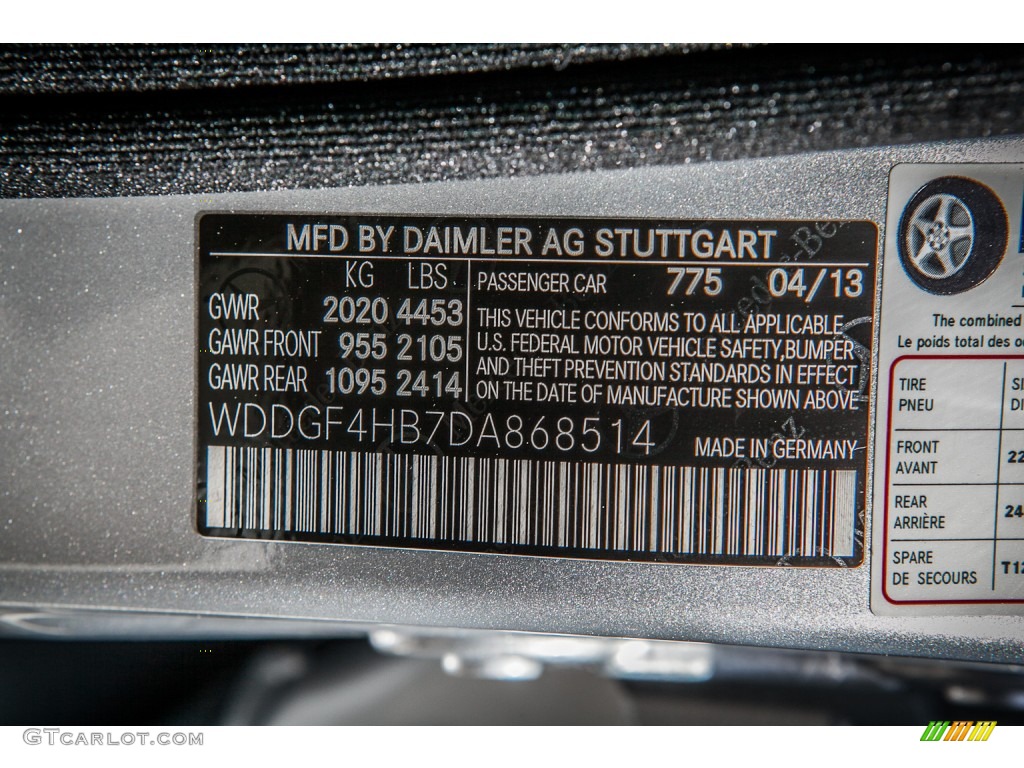 MFD BY DAIMLER AG STUTTGART
KG LBS
GVWR 2020 4453
GAWR FRONT 955 2105
GAWR REAR 1095 2414
PASSENGER CAR 775 04/13
THIS VEHICLE CONFORMS TO ALL APPLICABLE
U.S. FEDERAL MOTOR VEHICLE SAFETY,BUMPER
AND THEFT PREVENTION STANDARDS IN EFFECT
ON THE DATE OF MANUFACTURE SHOWN ABOVE
WDDGF4HB7DA868514
MADE IN GERMANY
The combined
Le poids total des
TIRE
PNEU
FRONT
AVANT
REAR
ARRIÈRE
SPARE
DE SECOURS
GTCARLOT.COM